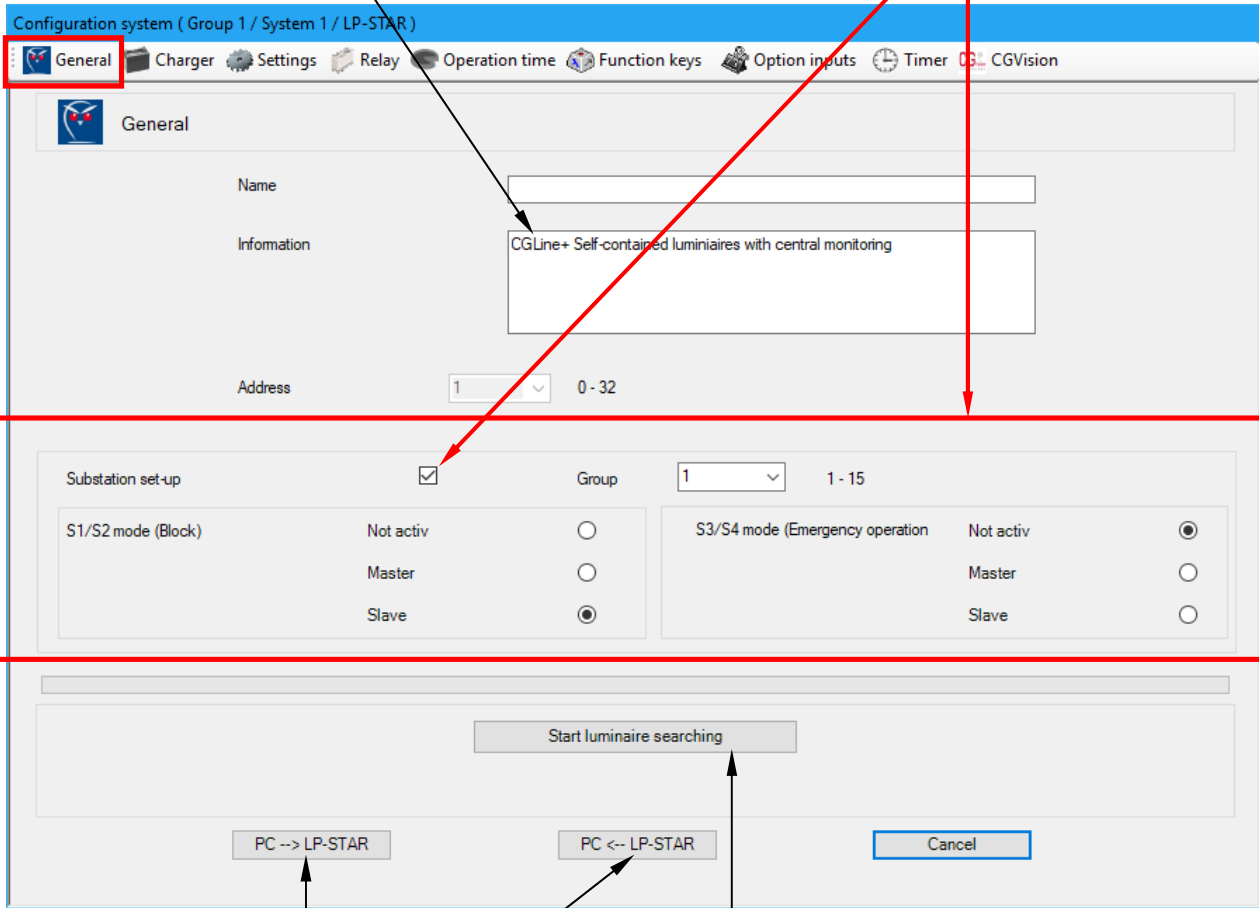 Configuration system ( Group 1 / System 1 / LP-STAR )
General Charger Settings Relay Operation time Function keys Option inputs Timer CGVision
General
Name
Information CGLine+ Self-contained luminiaires with central monitoring
Address 1 0 - 32
Substation set-up Group 1 1 - 15
S1/S2 mode (Block) Not activ S3/S4 mode (Emergency operation Not activ
Master Master
Slave Slave
Start luminaire searching
PC --> LP-STAR PC <-- LP-STAR Cancel